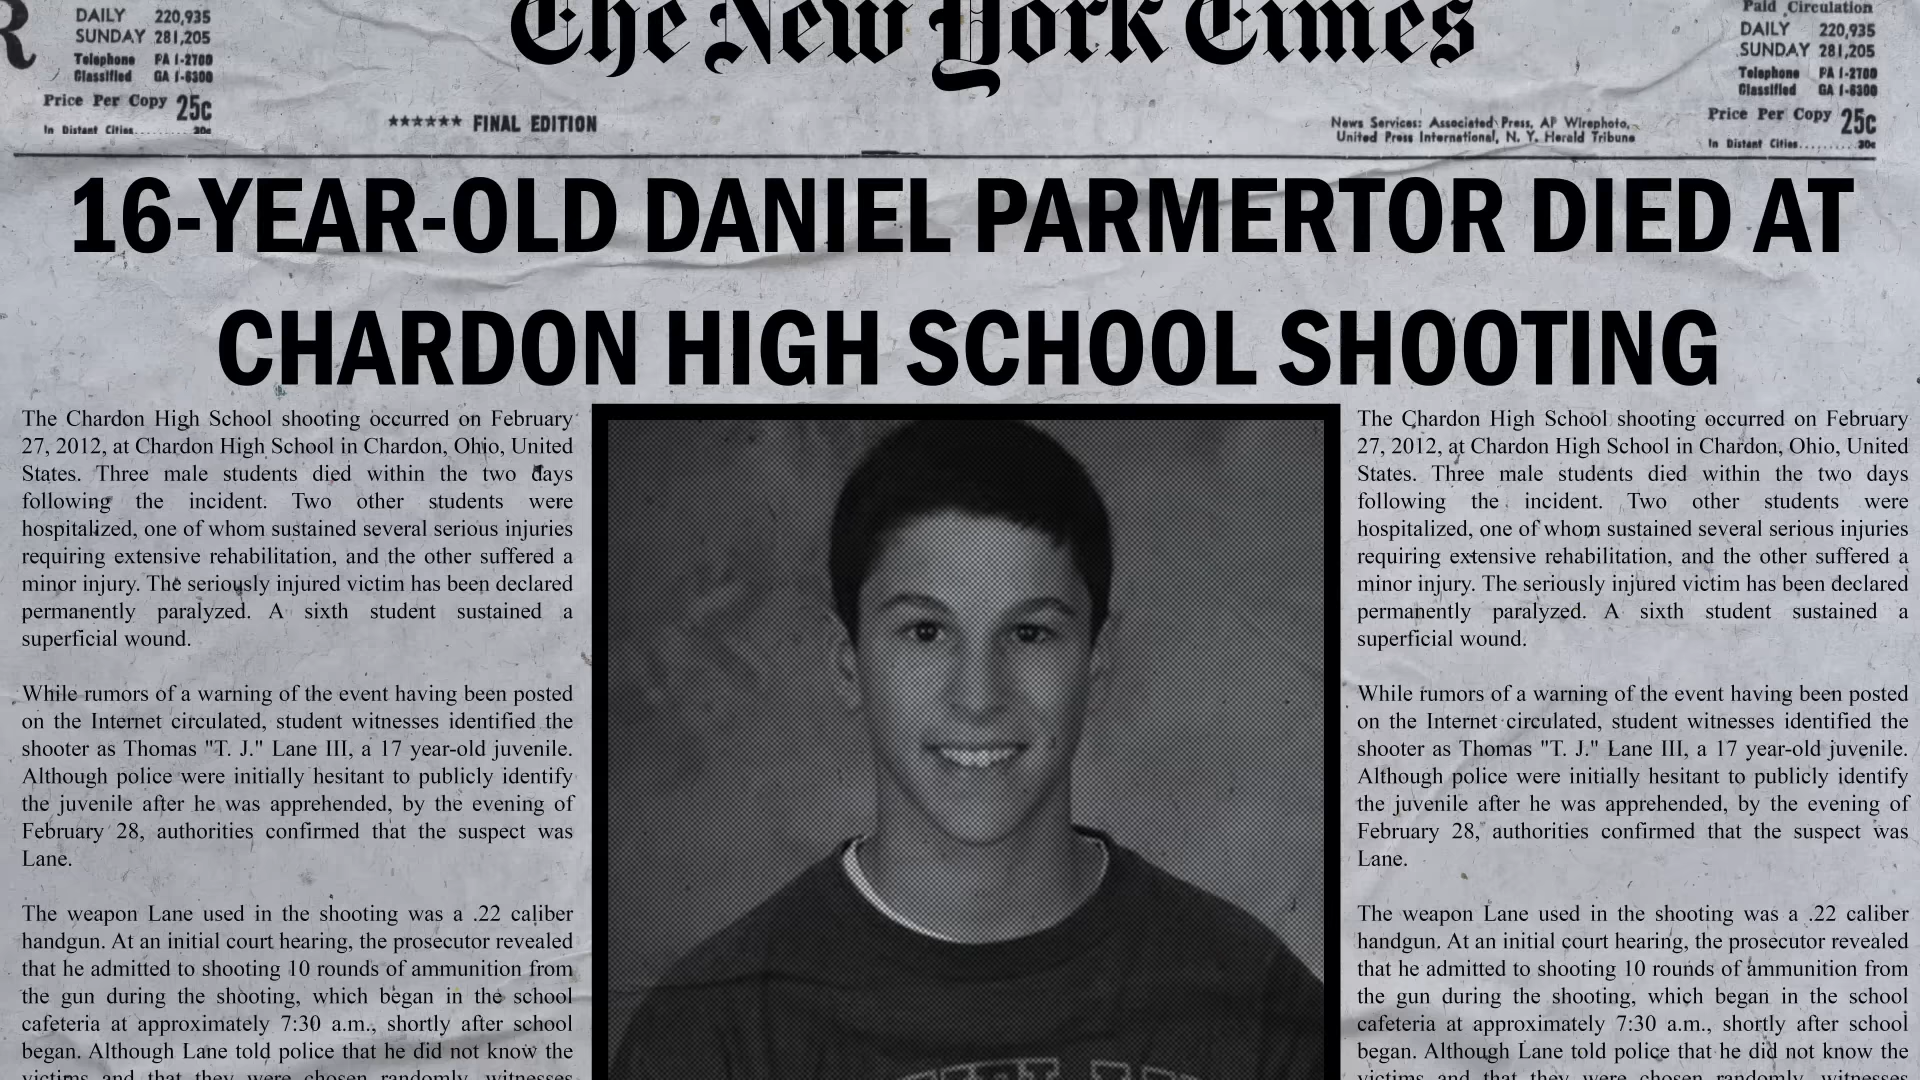 R
DAILY 220,935
SUNDAY 281,205
Telephone PA 1-2700
Classified GA 1-6300
Price Per Copy 25c
In Distant Cities.......... 30c
The New York Times
****** FINAL EDITION
Paid Circulation
DAILY 220,935
SUNDAY 281,205
Telephone PA 1-2700
Classified GA 1-6300
Price Per Copy 25c
In Distant Cities.......... 30c
News Services: Associated Press, AP Wirephoto,
United Press International, N. Y. Herald Tribune
16-YEAR-OLD DANIEL PARMERTOR DIED AT
CHARDON HIGH SCHOOL SHOOTING
The Chardon High School shooting occurred on February
27, 2012, at Chardon High School in Chardon, Ohio, United
States. Three male students died within the two days
following the incident. Two other students were
hospitalized, one of whom sustained several serious injuries
requiring extensive rehabilitation, and the other suffered a
minor injury. The seriously injured victim has been declared
permanently paralyzed. A sixth student sustained a
superficial wound.
While rumors of a warning of the event having been posted
on the Internet circulated, student witnesses identified the
shooter as Thomas "T. J." Lane III, a 17 year-old juvenile.
Although police were initially hesitant to publicly identify
the juvenile after he was apprehended, by the evening of
February 28, authorities confirmed that the suspect was
Lane.
The weapon Lane used in the shooting was a .22 caliber
handgun. At an initial court hearing, the prosecutor revealed
that he admitted to shooting 10 rounds of ammunition from
the gun during the shooting, which began in the school
cafeteria at approximately 7:30 a.m., shortly after school
began. Although Lane told police that he did not know the
victims and that they were chosen randomly, witnesses
The Chardon High School shooting occurred on February
27, 2012, at Chardon High School in Chardon, Ohio, United
States. Three male students died within the two days
following the incident. Two other students were
hospitalized, one of whom sustained several serious injuries
requiring extensive rehabilitation, and the other suffered a
minor injury. The seriously injured victim has been declared
permanently paralyzed. A sixth student sustained a
superficial wound.
While rumors of a warning of the event having been posted
on the Internet circulated, student witnesses identified the
shooter as Thomas "T. J." Lane III, a 17 year-old juvenile.
Although police were initially hesitant to publicly identify
the juvenile after he was apprehended, by the evening of
February 28, authorities confirmed that the suspect was
Lane.
The weapon Lane used in the shooting was a .22 caliber
handgun. At an initial court hearing, the prosecutor revealed
that he admitted to shooting 10 rounds of ammunition from
the gun during the shooting, which began in the school
cafeteria at approximately 7:30 a.m., shortly after school
began. Although Lane told police that he did not know the
victims and that they were chosen randomly, witnesses